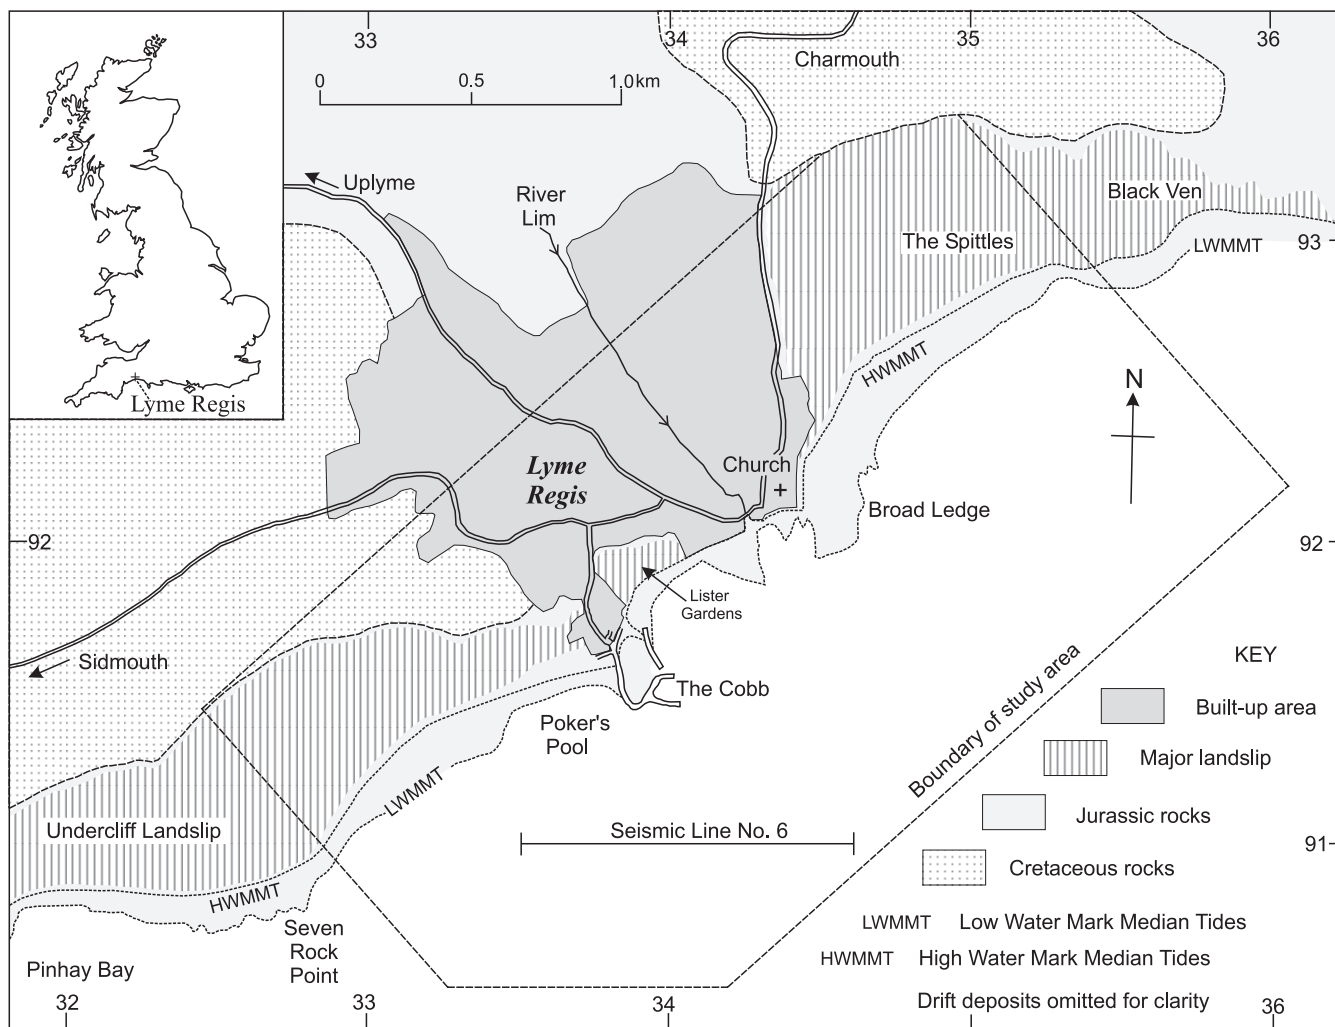 33
34
35
36
0
0.5
1.0 km
Charmouth
Uplyme
River
Lim
Black Ven
The Spittles
LWMMT
93
HWMMT
Lyme Regis
N
Lyme
Regis
Church
Broad Ledge
92
92
Lister
Gardens
Sidmouth
KEY
The Cobb
Built-up area
Poker's
Pool
Boundary of study area
Major landslip
LWMMT
Jurassic rocks
Undercliff Landslip
Seismic Line No. 6
91
Cretaceous rocks
HWMMT
LWMMT Low Water Mark Median Tides
Seven
Rock
Point
HWMMT High Water Mark Median Tides
Pinhay Bay
Drift deposits omitted for clarity
32
33
34
36